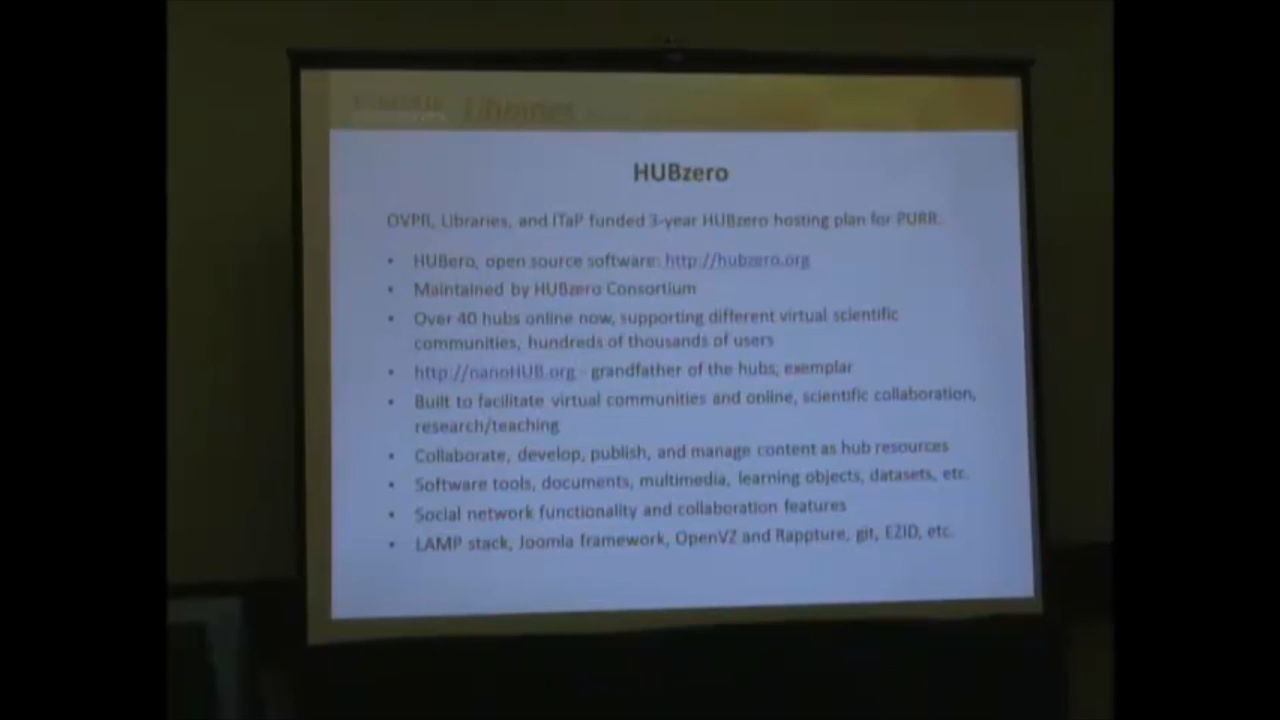 Libraries
HUBzero
OVPR, Libraries, and ITaP funded 3-year HUBzero hosting plan for PURR.
• HUBero, open source software: http://hubzero.org
• Maintained by HUBzero Consortium
• Over 40 hubs online now, supporting different virtual scientific
communities, hundreds of thousands of users
• http://nanoHUB.org - grandfather of the hubs, exemplar
• Built to facilitate virtual communities and online, scientific collaboration,
research/teaching
• Collaborate, develop, publish, and manage content as hub resources
• Software tools, documents, multimedia, learning objects, datasets, etc.
• Social network functionality and collaboration features
• LAMP stack, Joomla framework, OpenVZ and Rappture, git, EZID, etc.